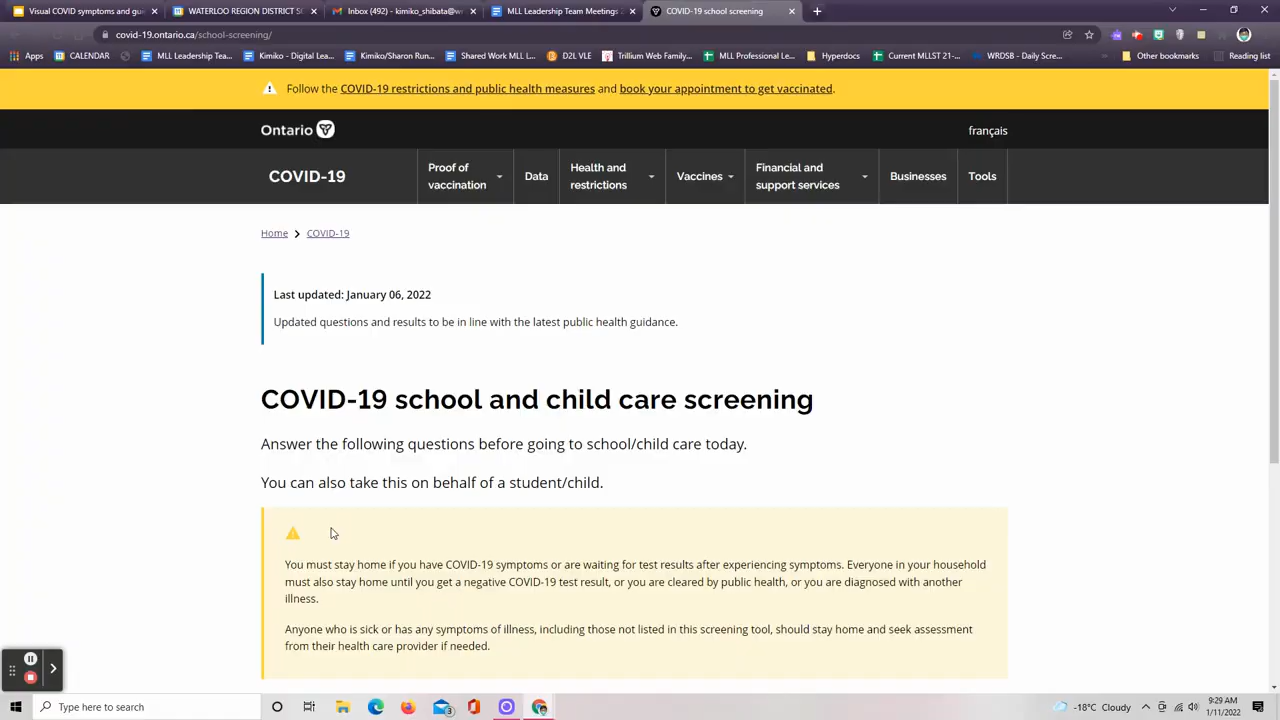 Visual COVID symptoms and guid
WATERLOO REGION DISTRICT SC
Inbox (492) - kimiko_shibata@w
MLL Leadership Team Meetings 2
COVID-19 school screening
covid-19.ontario.ca/school-screening/
Apps
CALENDAR
MLL Leadership Tea...
Kimiko - Digital Lea...
Kimiko/Sharon Run...
Shared Work MLL L...
D2L VLE
Trillium Web Family...
MLL Professional Le...
Hyperdocs
Current MLLST 21-...
WRDSB - Daily Scre...
Other bookmarks
Reading list
Follow the COVID-19 restrictions and public health measures and book your appointment to get vaccinated.
Ontario
français
COVID-19
Proof of
vaccination
Data
Health and
restrictions
Vaccines
Financial and
support services
Businesses
Tools
Home
COVID-19
Last updated: January 06, 2022
Updated questions and results to be in line with the latest public health guidance.
COVID-19 school and child care screening
Answer the following questions before going to school/child care today.
You can also take this on behalf of a student/child.
You must stay home if you have COVID-19 symptoms or are waiting for test results after experiencing symptoms. Everyone in your household
must also stay home until you get a negative COVID-19 test result, or you are cleared by public health, or you are diagnosed with another
illness.
Anyone who is sick or has any symptoms of illness, including those not listed in this screening tool, should stay home and seek assessment
from their health care provider if needed.
Type here to search
-18°C Cloudy
9:29 AM
1/11/2022